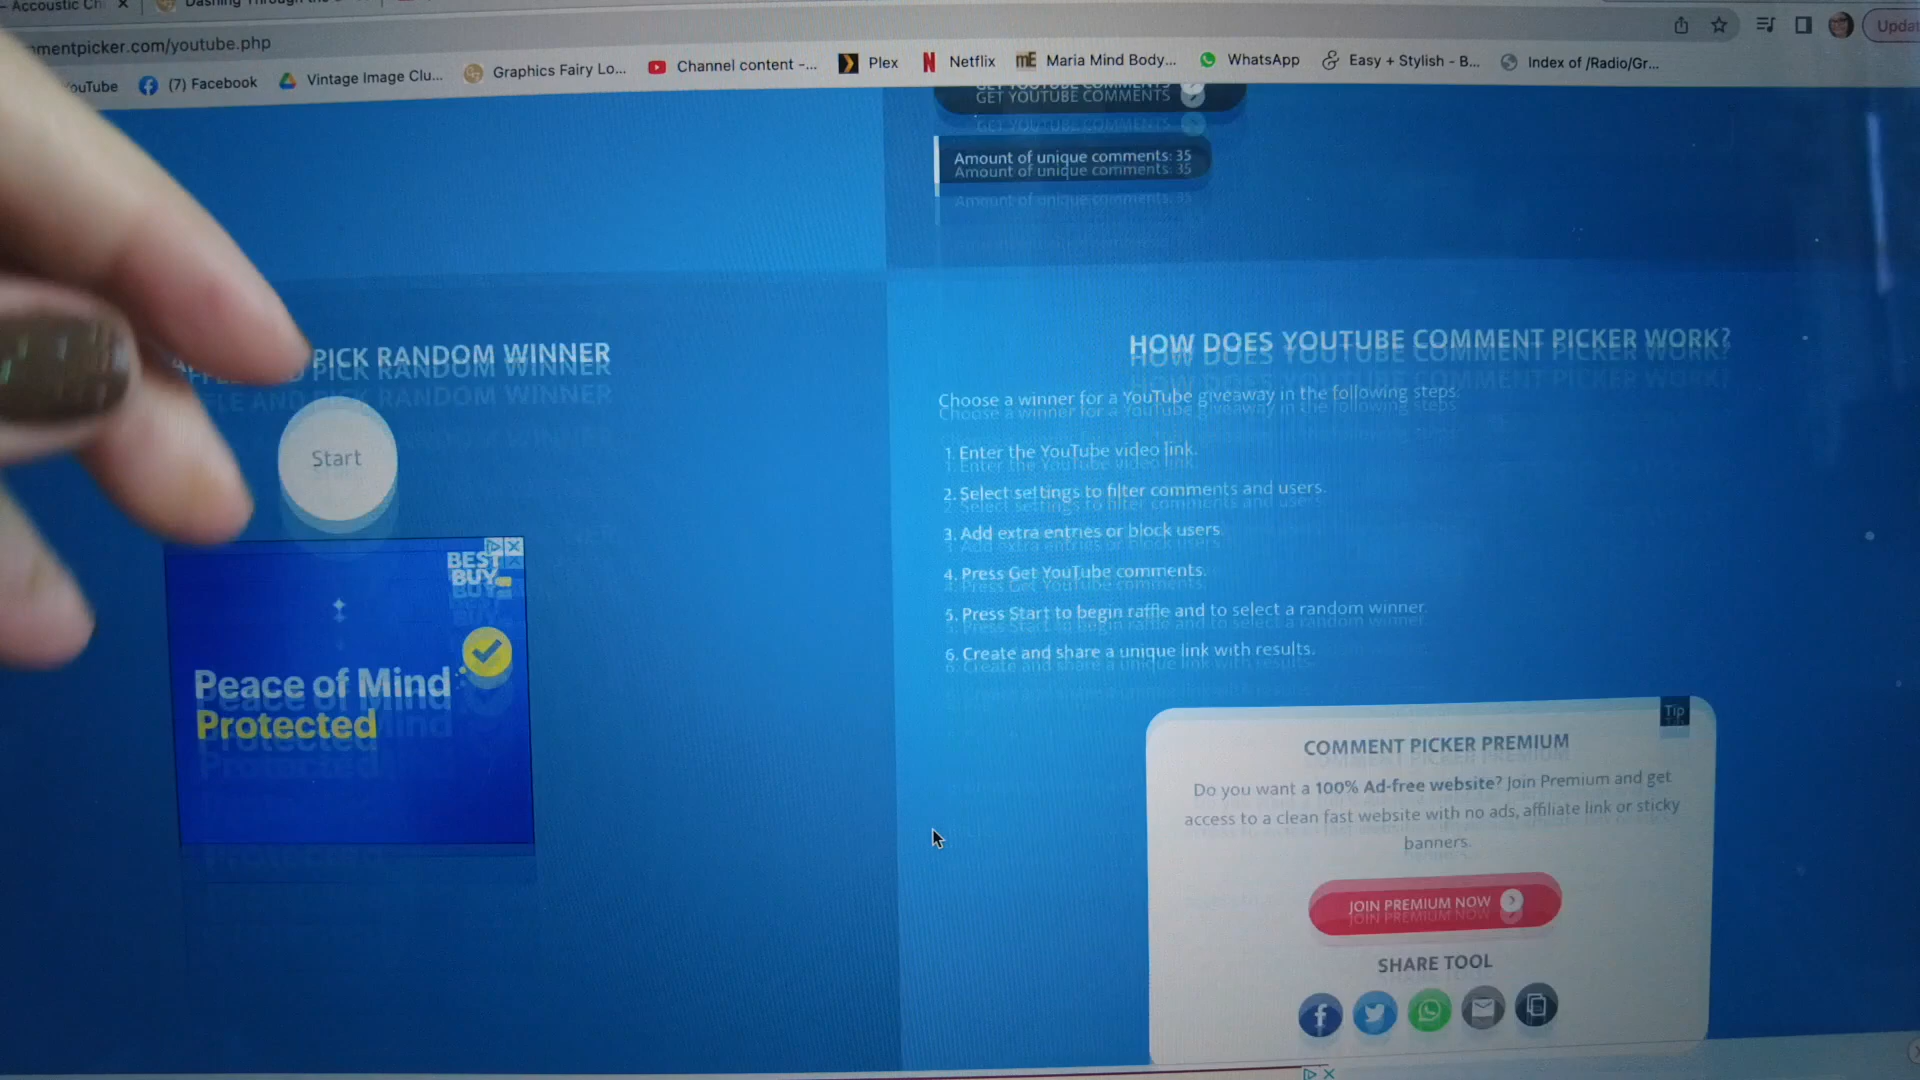 Accoustic Ch
Dashing Through the
mentpicker.com/youtube.php
Updat
ouTube
(7) Facebook
Vintage Image Clu...
Graphics Fairy Lo...
Channel content -...
Plex
Netflix
mE Maria Mind Body...
WhatsApp
Easy + Stylish - B...
Index of /Radio/Gr...
GET YOUTUBE COMMENTS
Amount of unique comments: 35
PICK RANDOM WINNER
Start
BEST
BUY
Peace of Mind
Protected
HOW DOES YOUTUBE COMMENT PICKER WORK?
Choose a winner for a YouTube giveaway in the following steps:
1. Enter the YouTube video link.
2. Select settings to filter comments and users.
3. Add extra entries or block users.
4. Press Get YouTube comments.
5. Press Start to begin raffle and to select a random winner.
6. Create and share a unique link with results.
Tip
COMMENT PICKER PREMIUM
Do you want a 100% Ad-free website? Join Premium and get
access to a clean fast website with no ads, affiliate link or sticky
banners.
JOIN PREMIUM NOW
SHARE TOOL